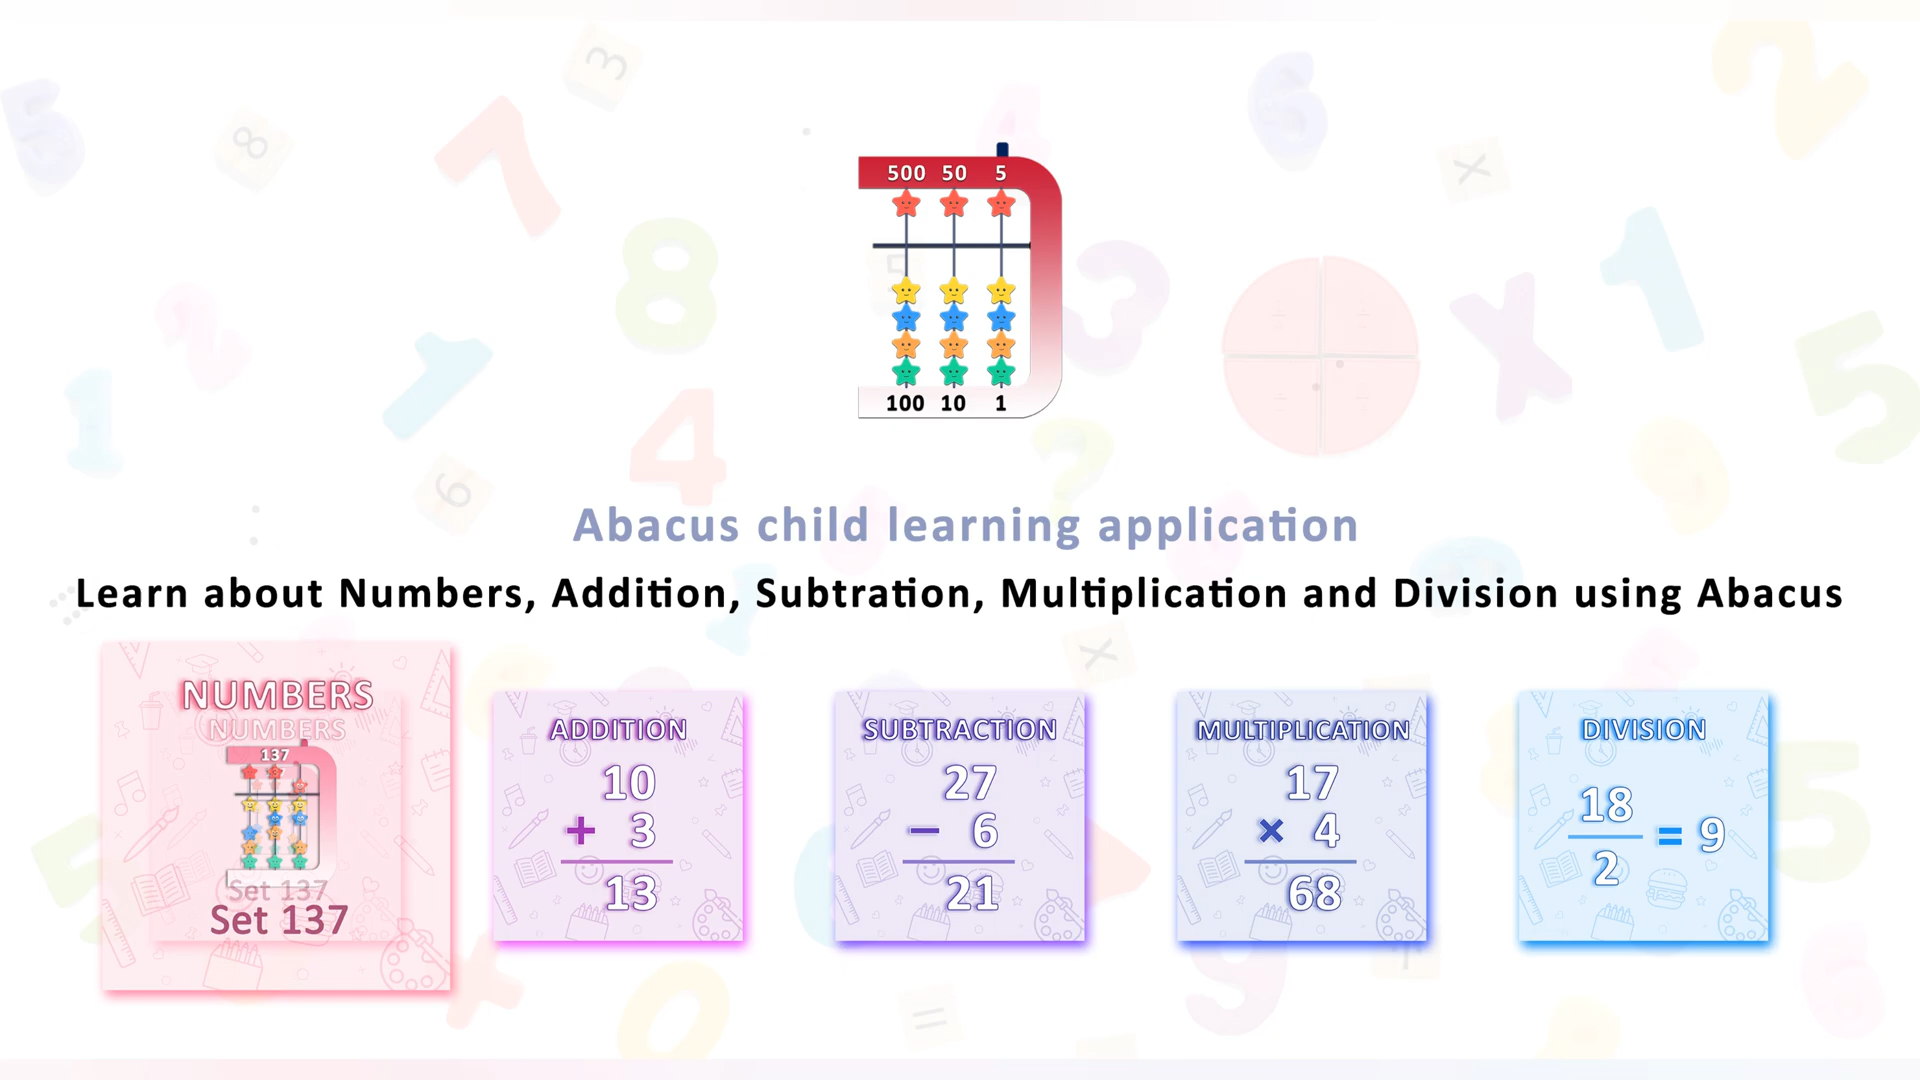 500 50 5
100 10 1
Abacus child learning application
Learn about Numbers, Addition, Subtration, Multiplication and Division using Abacus
NUMBERS
NUMBERS
137
Set 137
Set 137
ADDITION
10
+ 3
13
SUBTRACTION
27
− 6
21
MULTIPLICATION
17
× 4
68
DIVISION
18
2
= 9